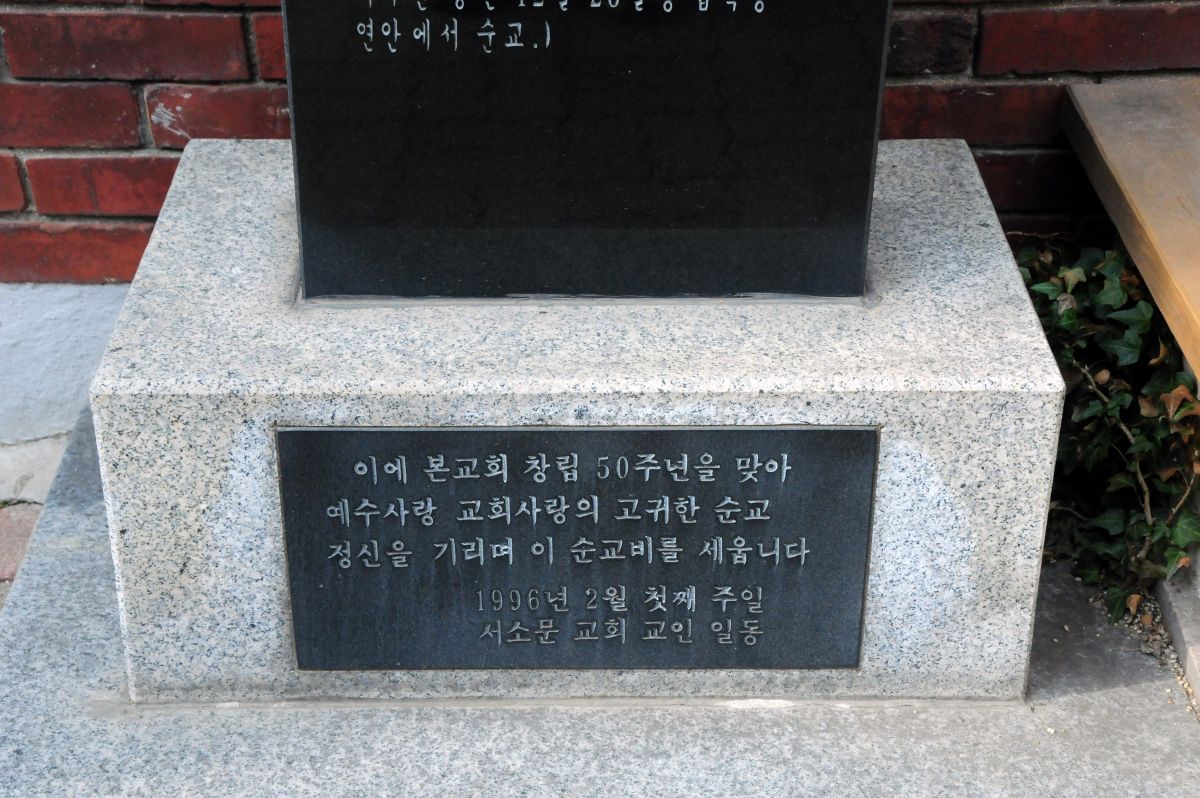 연안에서 순교.)
이에 본교회 창립 50주년을 맞아
예수사랑 교회사랑의 고귀한 순교
정신을 기리며 이 순교비를 세웁니다
1996년 2월 첫째 주일
서소문 교회 교인 일동